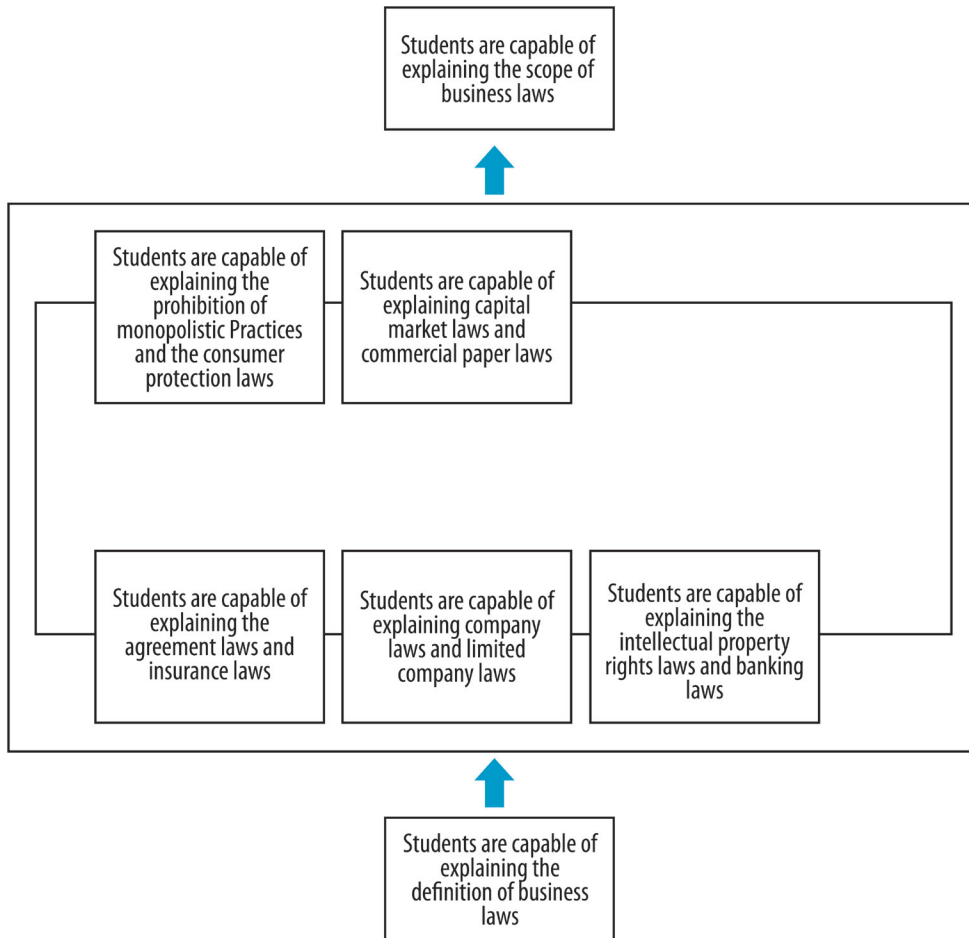 Students are capable of
explaining the scope of
business laws
Students are capable of
explaining the
prohibition of
monopolistic Practices
and the consumer
protection laws
Students are capable of
explaining capital
market laws and
commercial paper laws
Students are capable of
explaining the
agreement laws and
insurance laws
Students are capable of
explaining company
laws and limited
company laws
Students are capable of
explaining the
intellectual property
rights laws and banking
laws
Students are capable of
explaining the
definition of business
laws